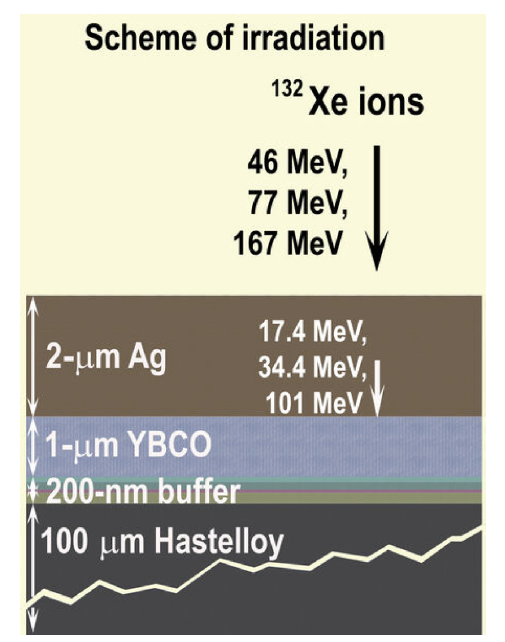 Scheme of irradiation
¹³²Xe ions
46 MeV,
77 MeV,
167 MeV
17.4 MeV,
34.4 MeV,
101 MeV
2-μm Ag
1-μm YBCO
200-nm buffer
100 μm Hastelloy